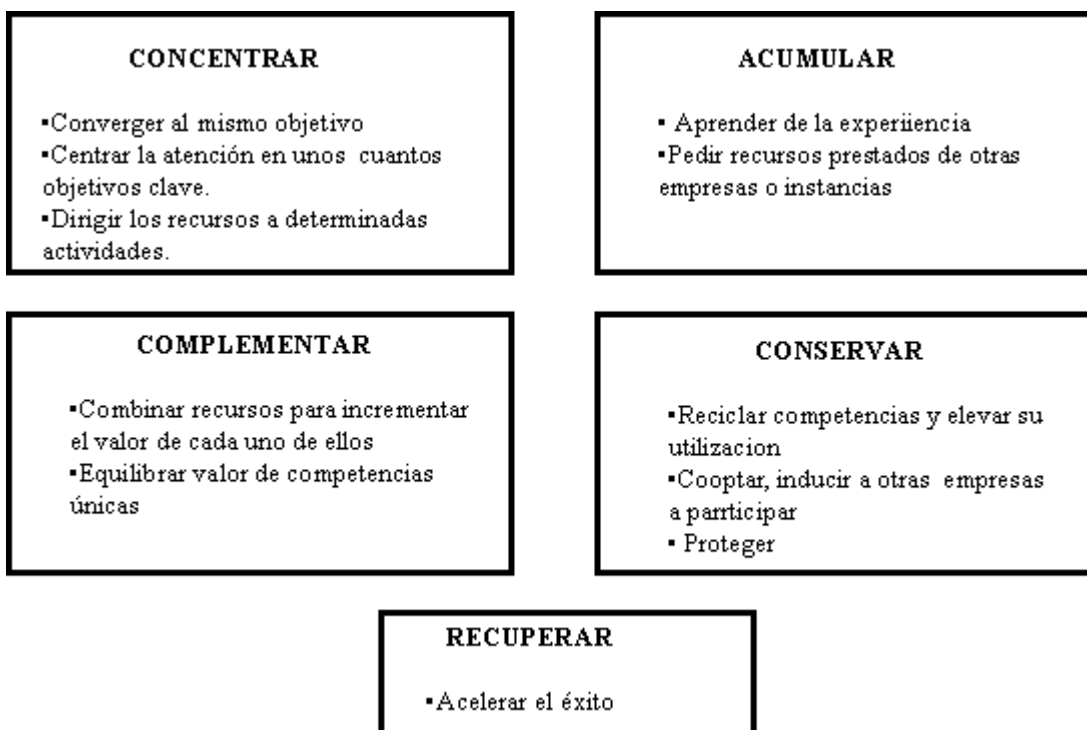 CONCENTRAR
▪Converger al mismo objetivo
▪Centrar la atención en unos cuantos
objetivos clave.
▪Dirigir los recursos a determinadas
actividades.
ACUMULAR
▪ Aprender de la experiiencia
▪Pedir recursos prestados de otras
empresas o instancias
COMPLEMENTAR
▪Combinar recursos para incrementar
el valor de cada uno de ellos
▪Equilibrar valor de competencias
únicas
CONSERVAR
▪Reciclar competencias y elevar su
utilizacion
▪Cooptar, inducir a otras empresas
a parrticipar
▪ Proteger
RECUPERAR
▪Acelerar el éxito